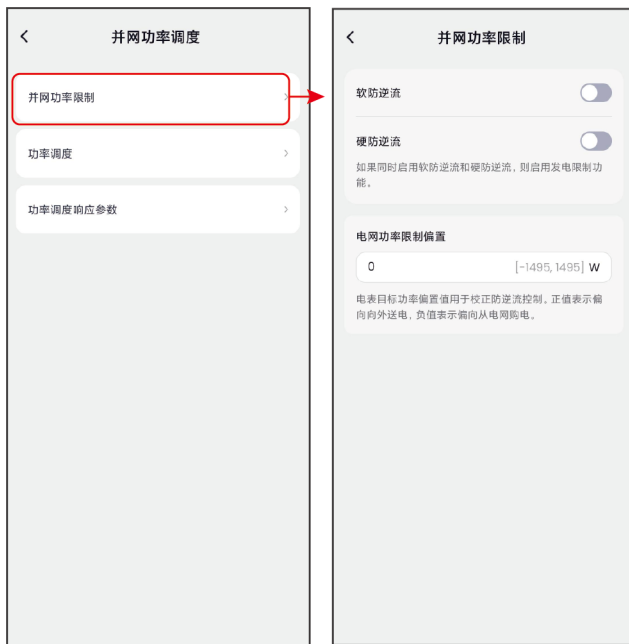 并网功率调度
并网功率限制
功率调度
功率调度响应参数
并网功率限制
软防逆流
硬防逆流
如果同时启用软防逆流和硬防逆流，则启用发电限制功
能。
电网功率限制偏置
0 [-1495, 1495] W
电表目标功率偏置值用于校正防逆流控制。正值表示偏
向向外送电，负值表示偏向从电网购电。